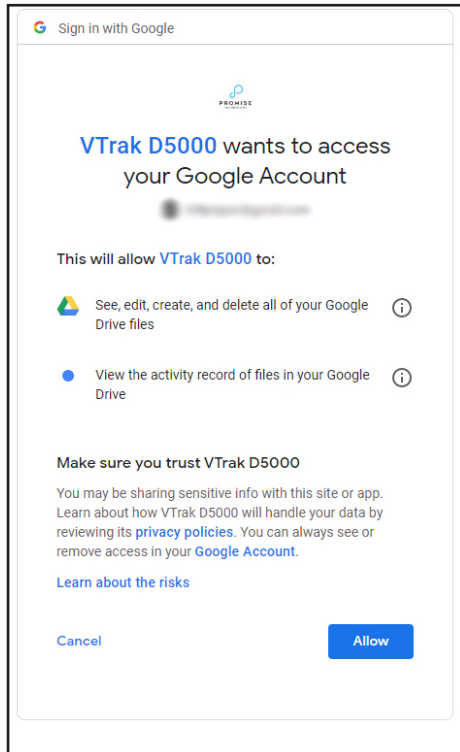 Sign in with Google
PROMISE
VTrak D5000 wants to access
your Google Account
This will allow VTrak D5000 to:
See, edit, create, and delete all of your Google
Drive files
View the activity record of files in your Google
Drive
Make sure you trust VTrak D5000
You may be sharing sensitive info with this site or app.
Learn about how VTrak D5000 will handle your data by
reviewing its privacy policies. You can always see or
remove access in your Google Account.
Learn about the risks
Cancel
Allow